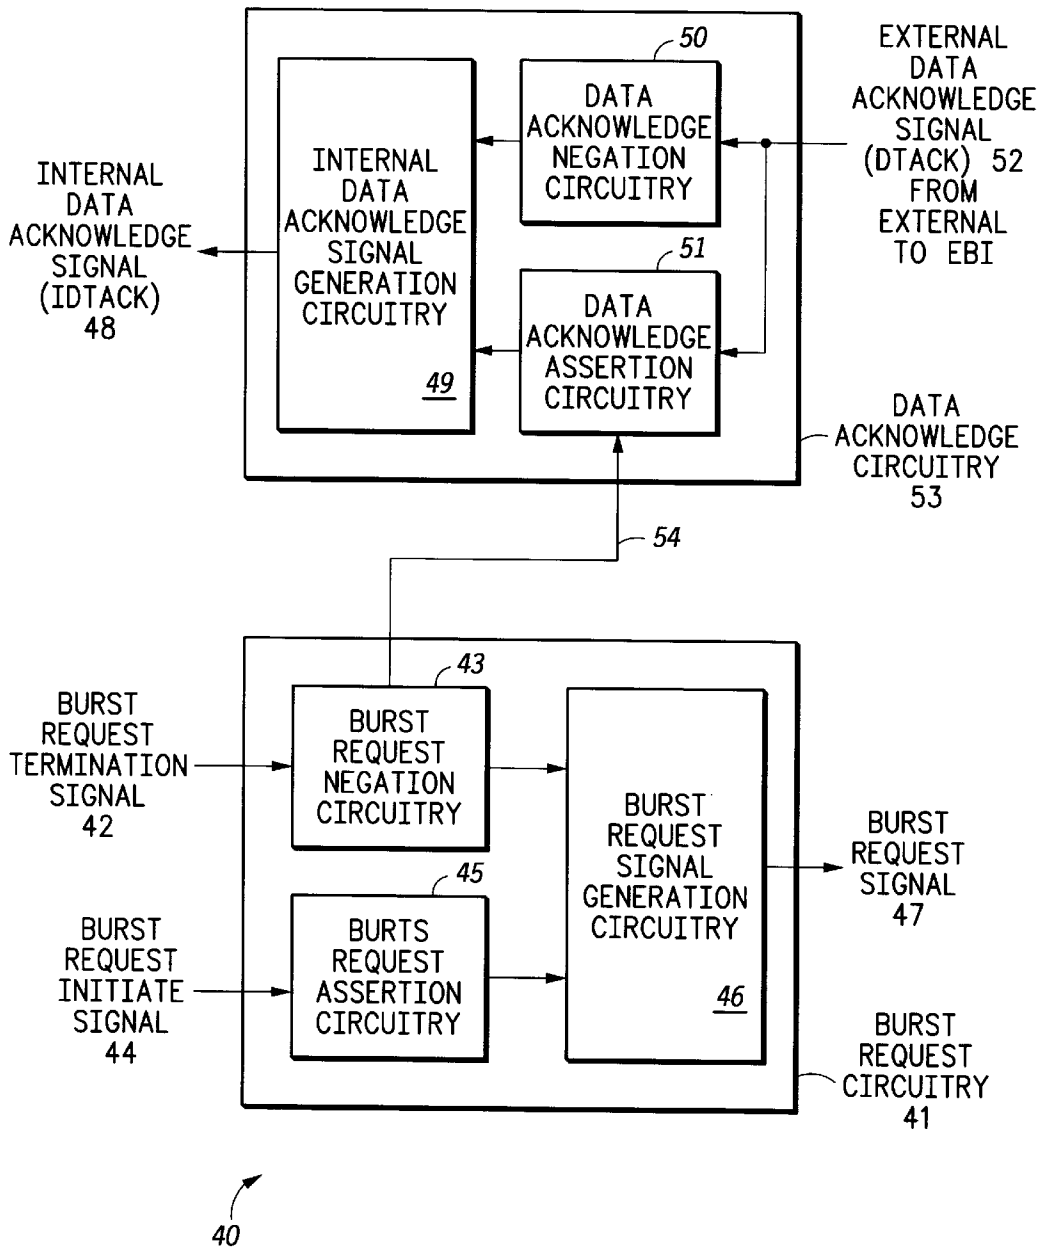 50
EXTERNAL
DATA
ACKNOWLEDGE
SIGNAL
(DTACK) 52
FROM
EXTERNAL
TO EBI
DATA
ACKNOWLEDGE
NEGATION
CIRCUITRY
INTERNAL
DATA
ACKNOWLEDGE
SIGNAL
GENERATION
CIRCUITRY
49
INTERNAL
DATA
ACKNOWLEDGE
SIGNAL
(IDTACK)
48
51
DATA
ACKNOWLEDGE
ASSERTION
CIRCUITRY
DATA
ACKNOWLEDGE
CIRCUITRY
53
54
43
BURST
REQUEST
TERMINATION
SIGNAL
42
BURST
REQUEST
NEGATION
CIRCUITRY
BURST
REQUEST
SIGNAL
GENERATION
CIRCUITRY
46
BURST
REQUEST
SIGNAL
47
45
BURST
REQUEST
INITIATE
SIGNAL
44
BURTS
REQUEST
ASSERTION
CIRCUITRY
BURST
REQUEST
CIRCUITRY
41
40